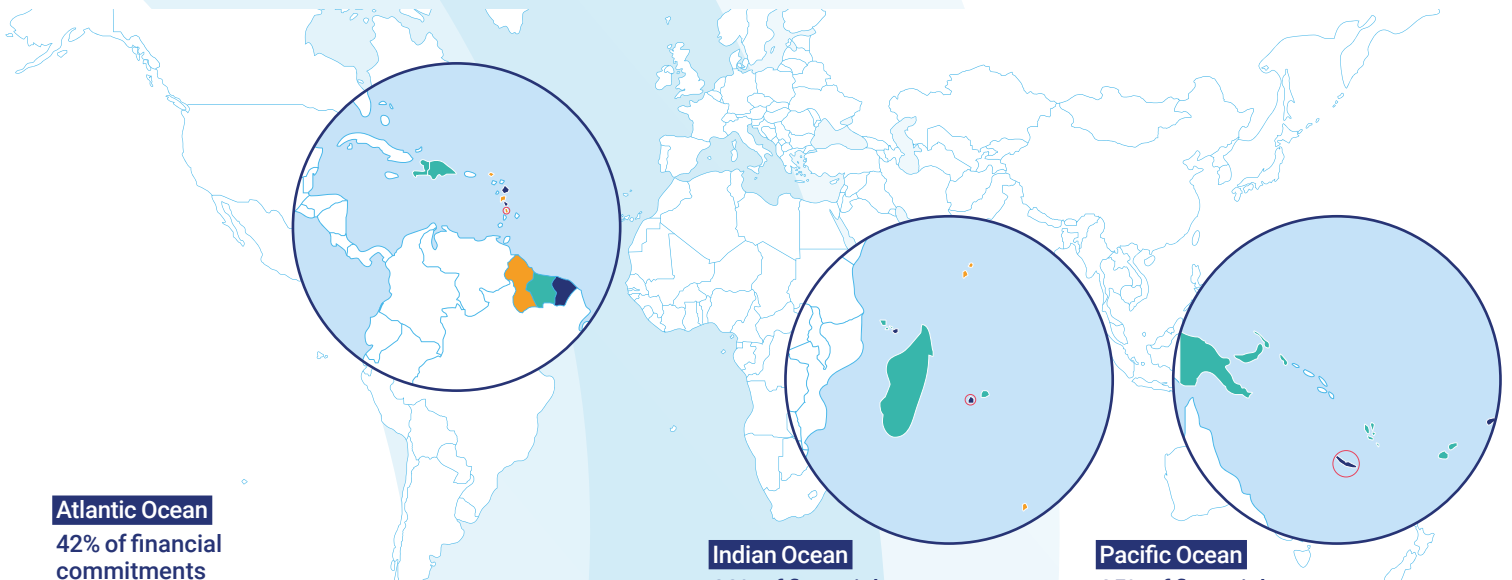 Atlantic Ocean
42% of financial
commitments
Indian Ocean
Pacific Ocean